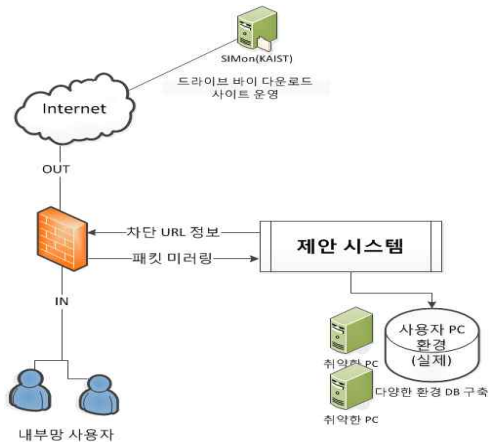 SIMon(KAIST)
드라이브 바이 다운로드
사이트 운영
Internet
OUT
차단 URL 정보
패킷 미러링
제안 시스템
IN
사용자 PC
환경
(실제)
취약한 PC
다양한 환경 DB 구축
취약한 PC
내부망 사용자